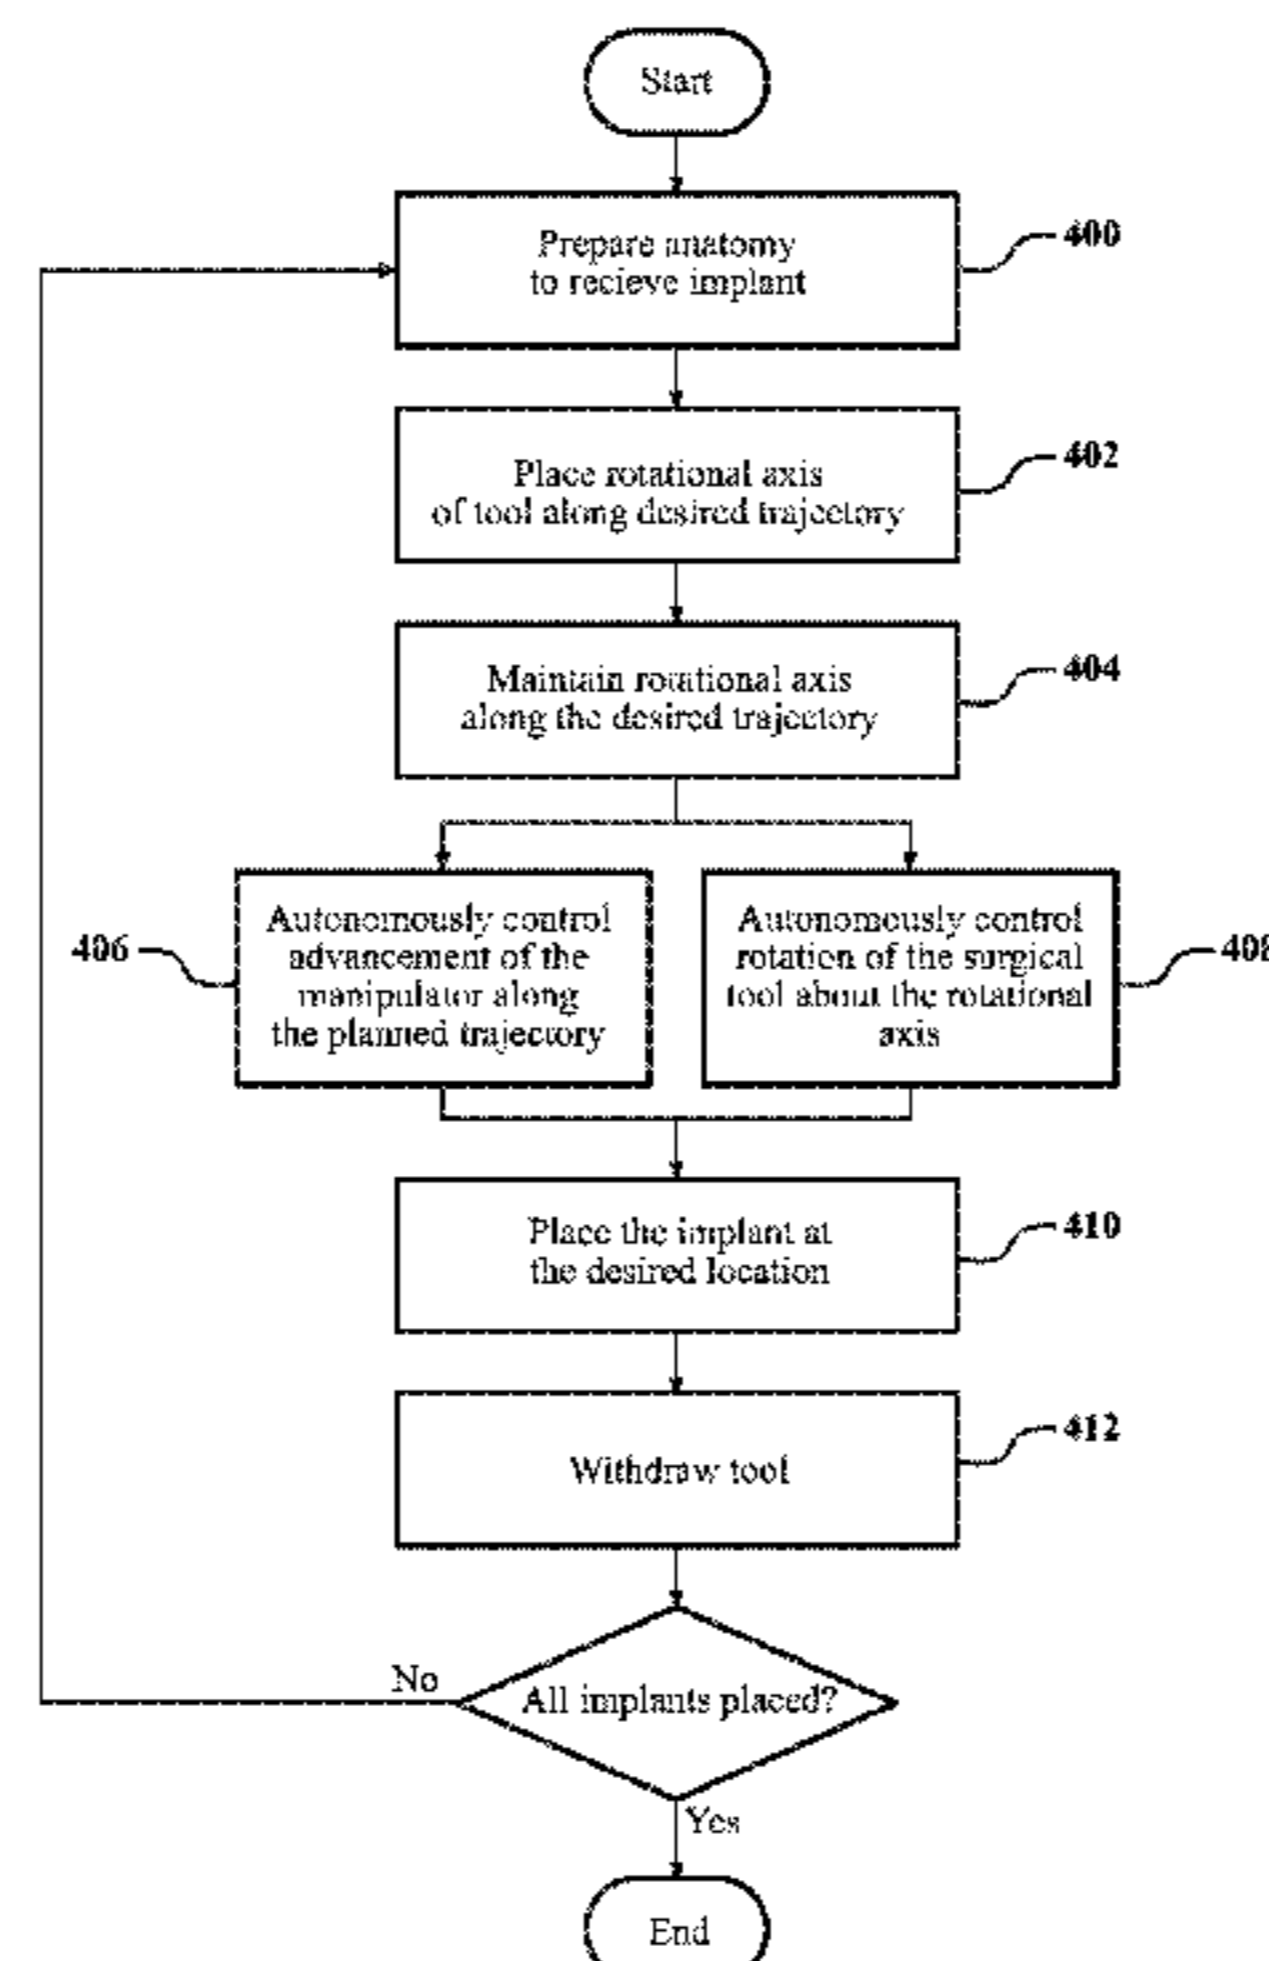 Start
Prepare anatomy
to recieve implant
400
Place rotational axis
of tool along desired trajectory
402
Maintain rotational axis
along the desired trajectory
404
Autonomously control
advancement of the
manipulator along
the planned trajectory
406
Autonomously control
rotation of the surgical
tool about the rotational
axis
408
Place the implant at
the desired location
410
Withdraw tool
412
All implants placed?
No
Yes
End